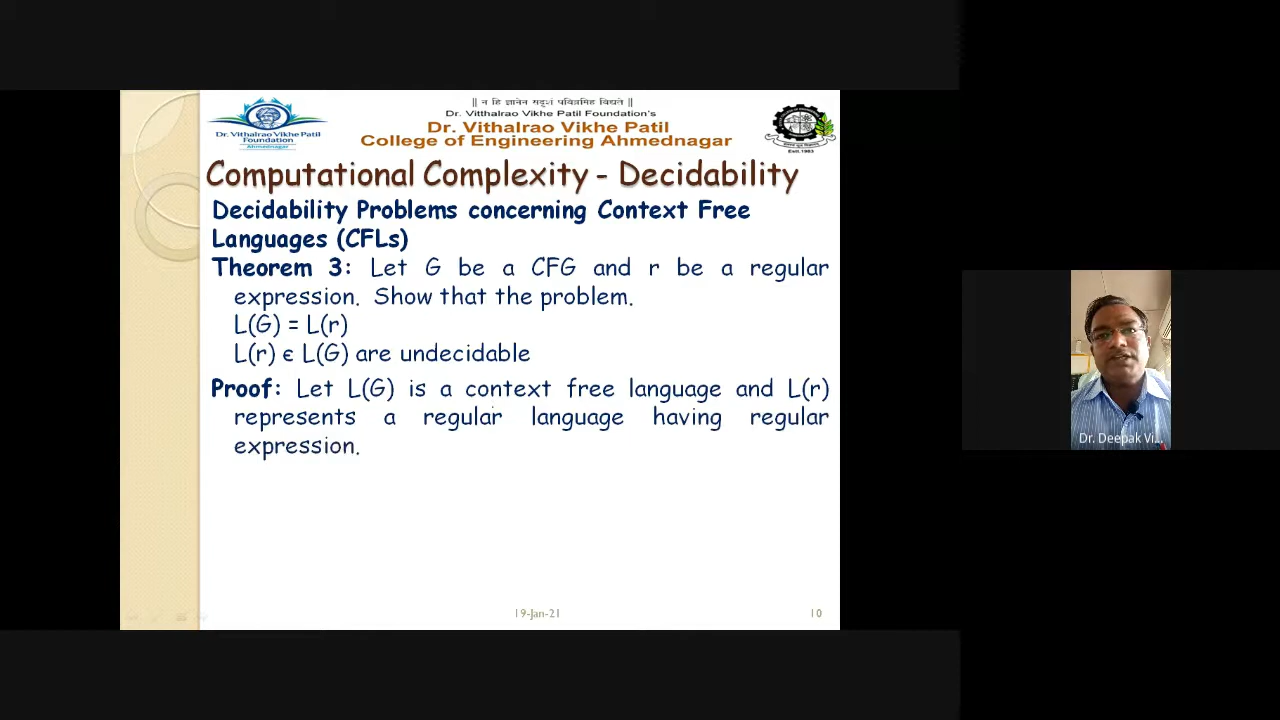 || न हि ज्ञानेन सदृशं पवित्रमिह विद्यते ||
Dr. Vitthalrao Vikhe Patil Foundation's
Dr. Vithalrao Vikhe Patil
College of Engineering Ahmednagar
Dr. Vithalrao Vikhe Patil
Foundation
Ahmednagar
Estd. 1983
Computational Complexity - Decidability
Decidability Problems concerning Context Free
Languages (CFLs)
Theorem 3: Let G be a CFG and r be a regular
expression. Show that the problem.
L(G) = L(r)
L(r) ϵ L(G) are undecidable
Proof: Let L(G) is a context free language and L(r)
represents a regular language having regular
expression.
19-Jan-21
10
Dr. Deepak Vi...